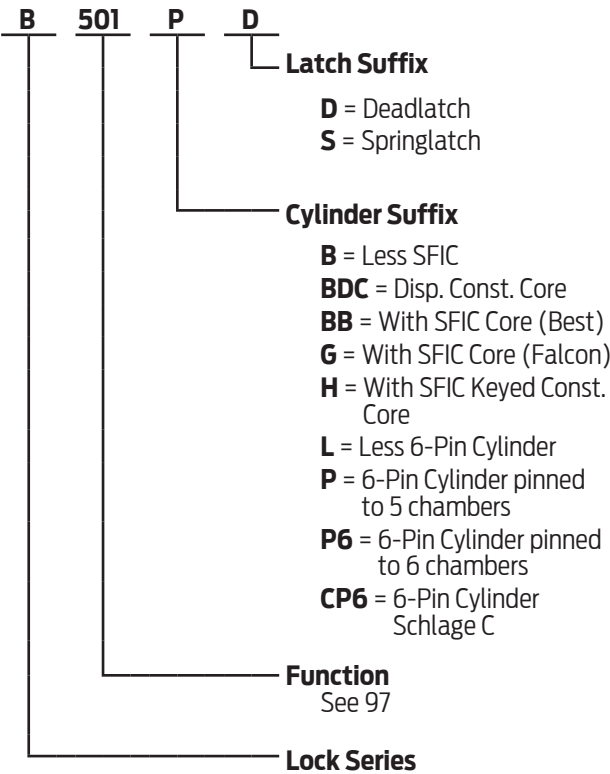 B 501 P D
Latch Suffix
D = Deadlatch
S = Springlatch
Cylinder Suffix
B = Less SFIC
BDC = Disp. Const. Core
BB = With SFIC Core (Best)
G = With SFIC Core (Falcon)
H = With SFIC Keyed Const.
Core
L = Less 6-Pin Cylinder
P = 6-Pin Cylinder pinned
to 5 chambers
P6 = 6-Pin Cylinder pinned
to 6 chambers
CP6 = 6-Pin Cylinder
Schlage C
Function
See 97
Lock Series